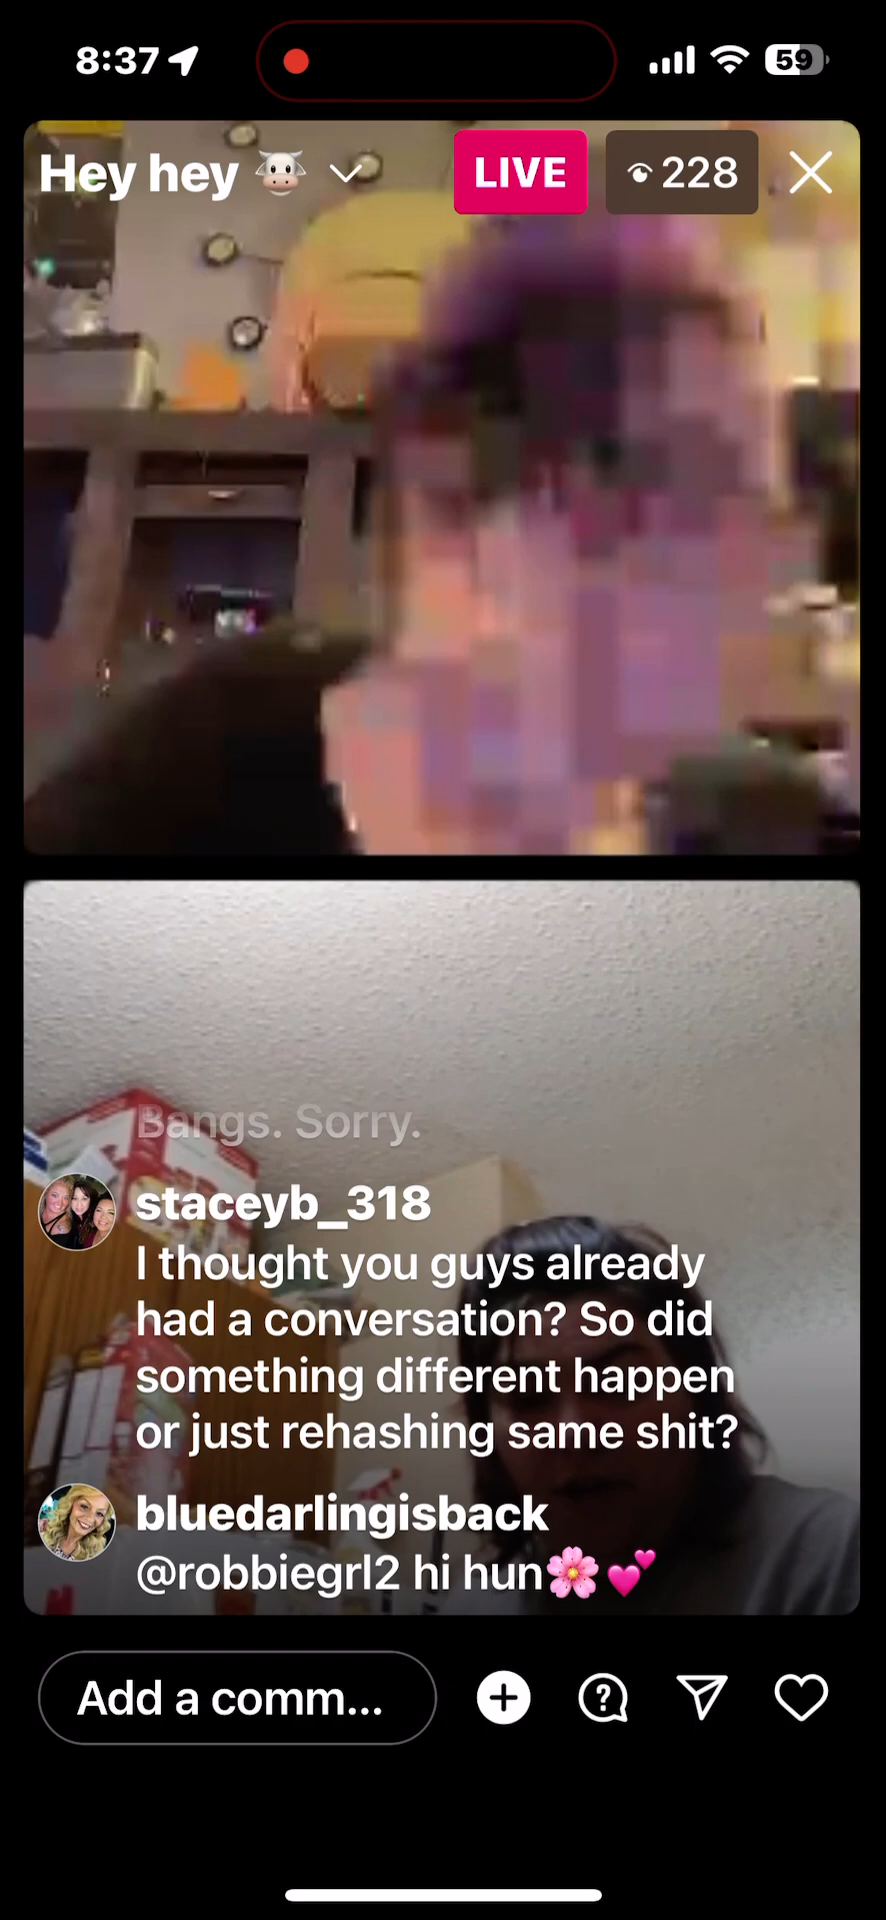 8:37
59
Hey hey 🐮
LIVE
228
Bangs. Sorry.
staceyb_318
I thought you guys already
had a conversation? So did
something different happen
or just rehashing same shit?
bluedarlingisback
@robbiegrl2 hi hun🌸💕
Add a comm...